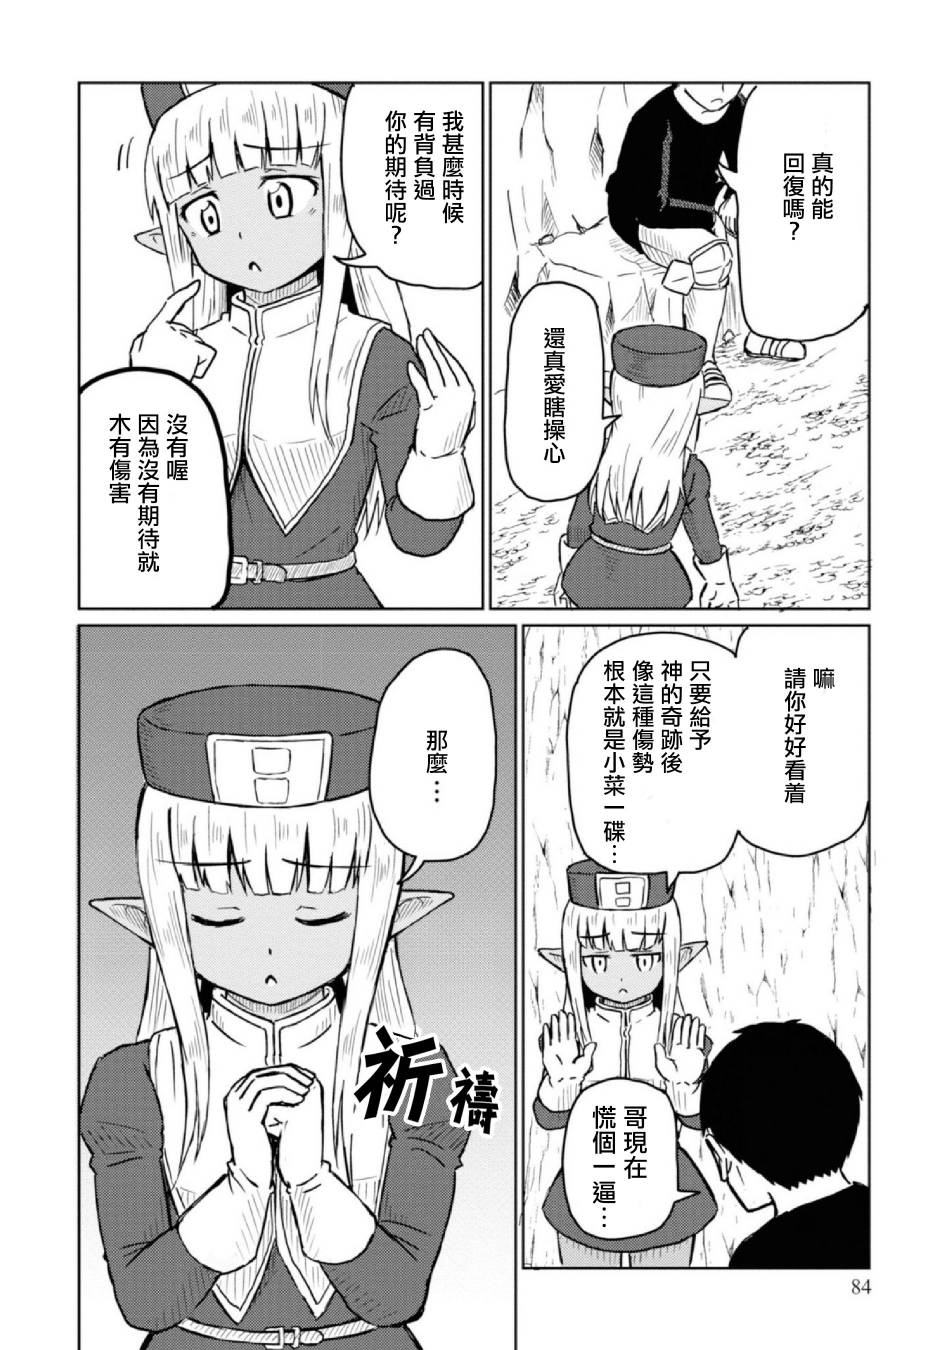 真的能
回復嗎?
還真愛瞎操心
我甚麼時候
有背負過
你的期待呢?
沒有喔
因為沒有期待就
木有傷害
嘛
請你好好看着
只要給予
神的奇跡後
像這種傷勢
根本就是小菜一碟…
哥現在
慌個一逼…
那麼…
祈禱
84